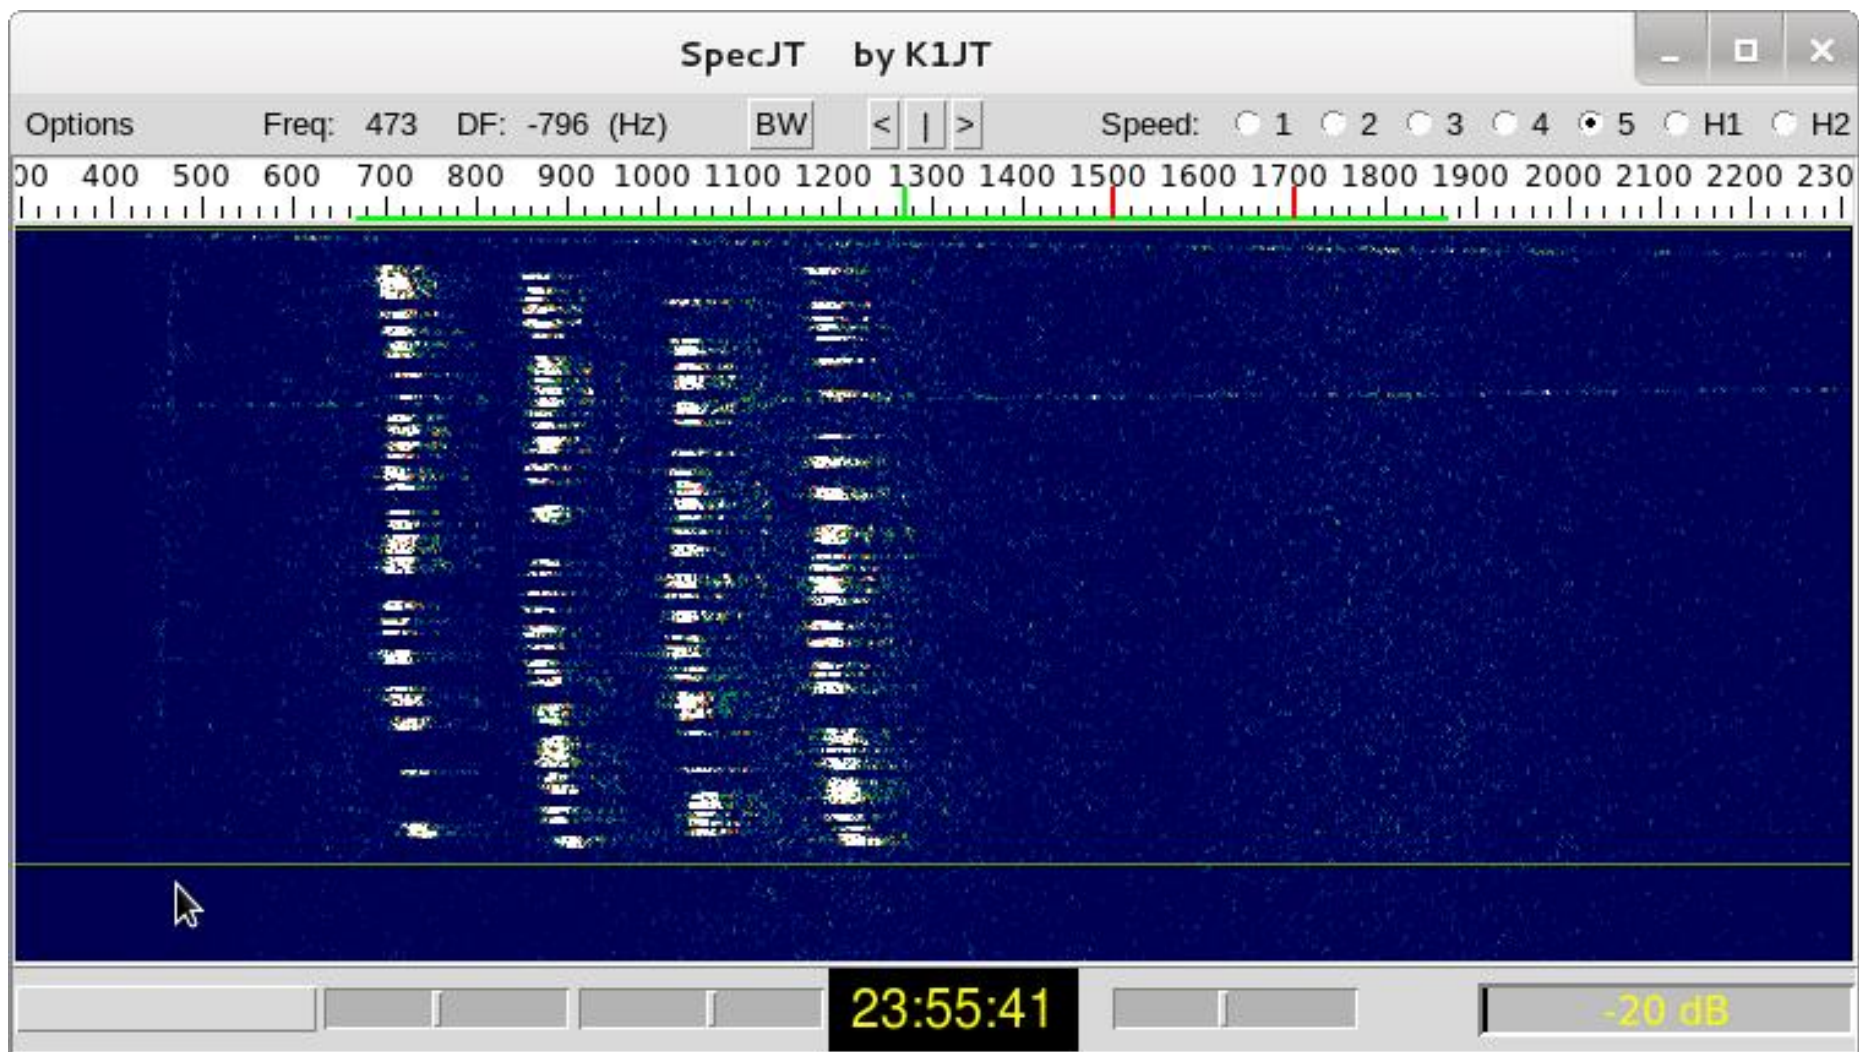 SpecJT by K1JT
Options Freq: 473 DF: -796 (Hz) BW < | > Speed: 1 2 3 4 5 H1 H2
00 400 500 600 700 800 900 1000 1100 1200 1300 1400 1500 1600 1700 1800 1900 2000 2100 2200 230
23:55:41 -20 dB